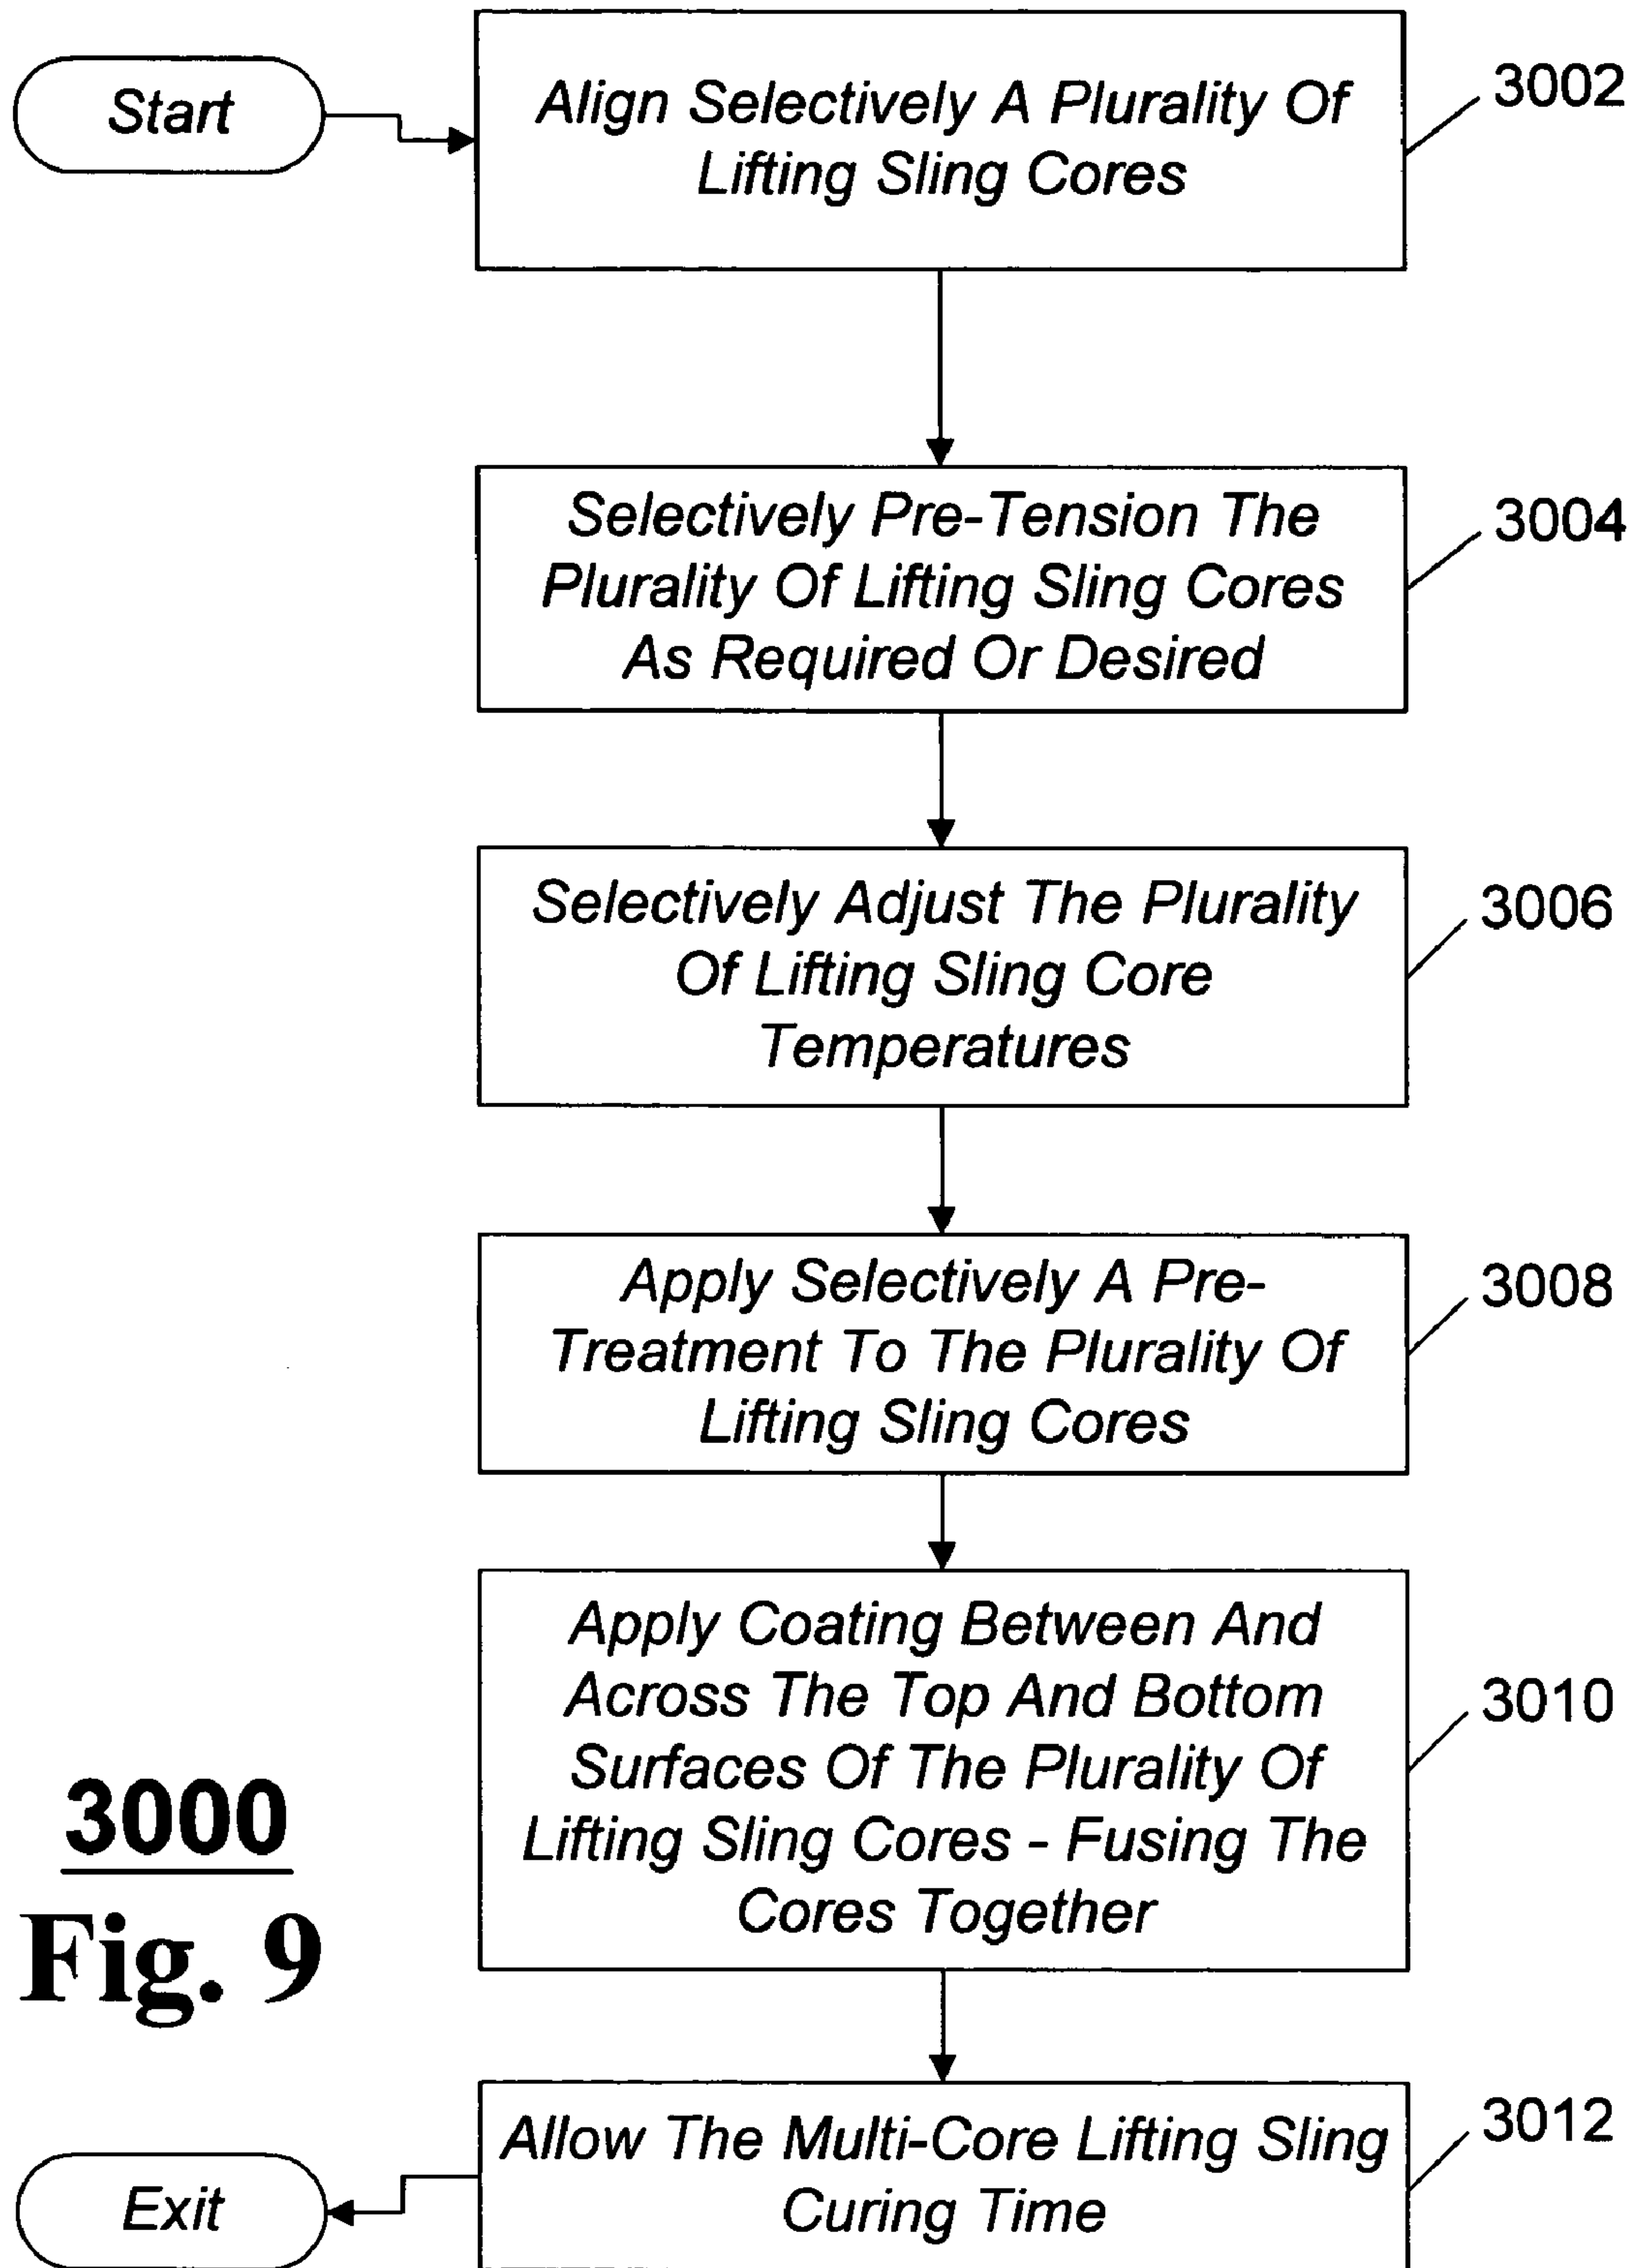 Start
Align Selectively A Plurality Of
Lifting Sling Cores
3002
Selectively Pre-Tension The
Plurality Of Lifting Sling Cores
As Required Or Desired
3004
Selectively Adjust The Plurality
Of Lifting Sling Core
Temperatures
3006
Apply Selectively A Pre-
Treatment To The Plurality Of
Lifting Sling Cores
3008
Apply Coating Between And
Across The Top And Bottom
Surfaces Of The Plurality Of
Lifting Sling Cores - Fusing The
Cores Together
3010
3000
Fig. 9
Allow The Multi-Core Lifting Sling
Curing Time
3012
Exit